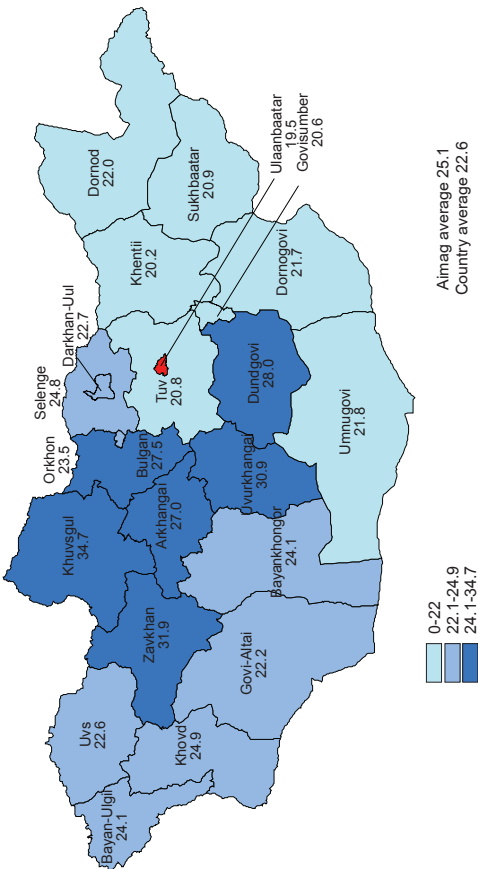 Bayan-Ulgii
24.1
Uvs
22.6
Khovd
24.9
Govi-Altai
22.2
Zavkhan
31.9
Khuvsgul
34.7
Arkhangai
27.0
Bayankhongor
24.1
Uvurkhangai
30.9
Orkhon
23.5
Bulgan
27.5
Selenge
24.8
Darkhan-Uul
22.7
Tuv
20.8
Dundgovi
28.0
Umnugovi
21.8
Khentii
20.2
Dornogovi
21.7
Dornod
22.0
Sukhbaatar
20.9
Ulaanbaatar
19.5
Govisumber
20.6
0-22
22.1-24.9
24.1-34.7
Aimag average 25.1
Country average 22.6